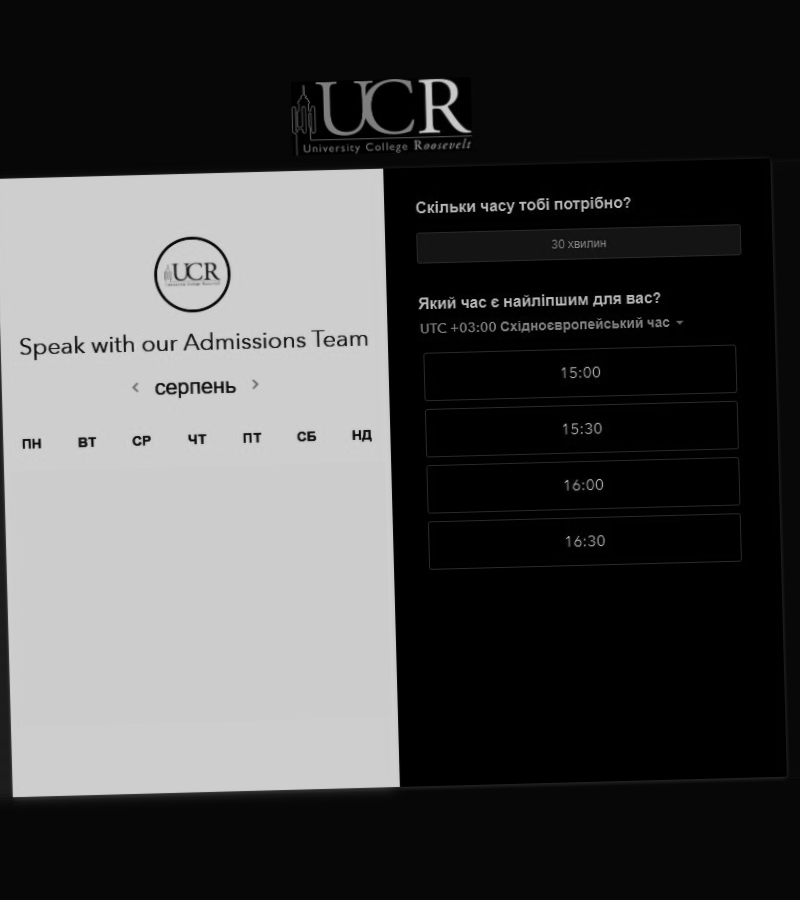 UCR
University College Roosevelt
UCR
University College Roosevelt
Speak with our Admissions Team
серпень
ПН ВТ СР ЧТ ПТ СБ НД
Скільки часу тобі потрібно?
30 хвилин
Який час є найліпшим для вас?
UTC +03:00 Східноєвропейський час
15:00
15:30
16:00
16:30